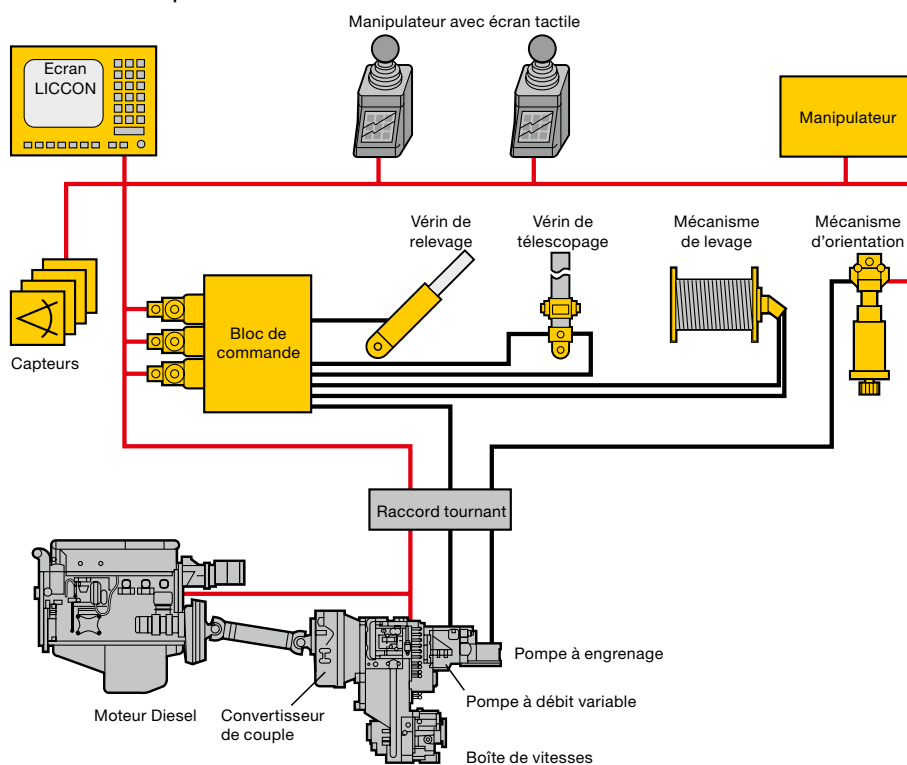 Manipulateur avec écran tactile
Ecran
LICCON
Manipulateur
Vérin de
relevage
Vérin de
télescopage
Mécanisme
de levage
Mécanisme
d'orientation
Bloc de
commande
Capteurs
Raccord tournant
Pompe à engrenage
Pompe à débit variable
Moteur Diesel
Convertisseur
de couple
Boîte de vitesses